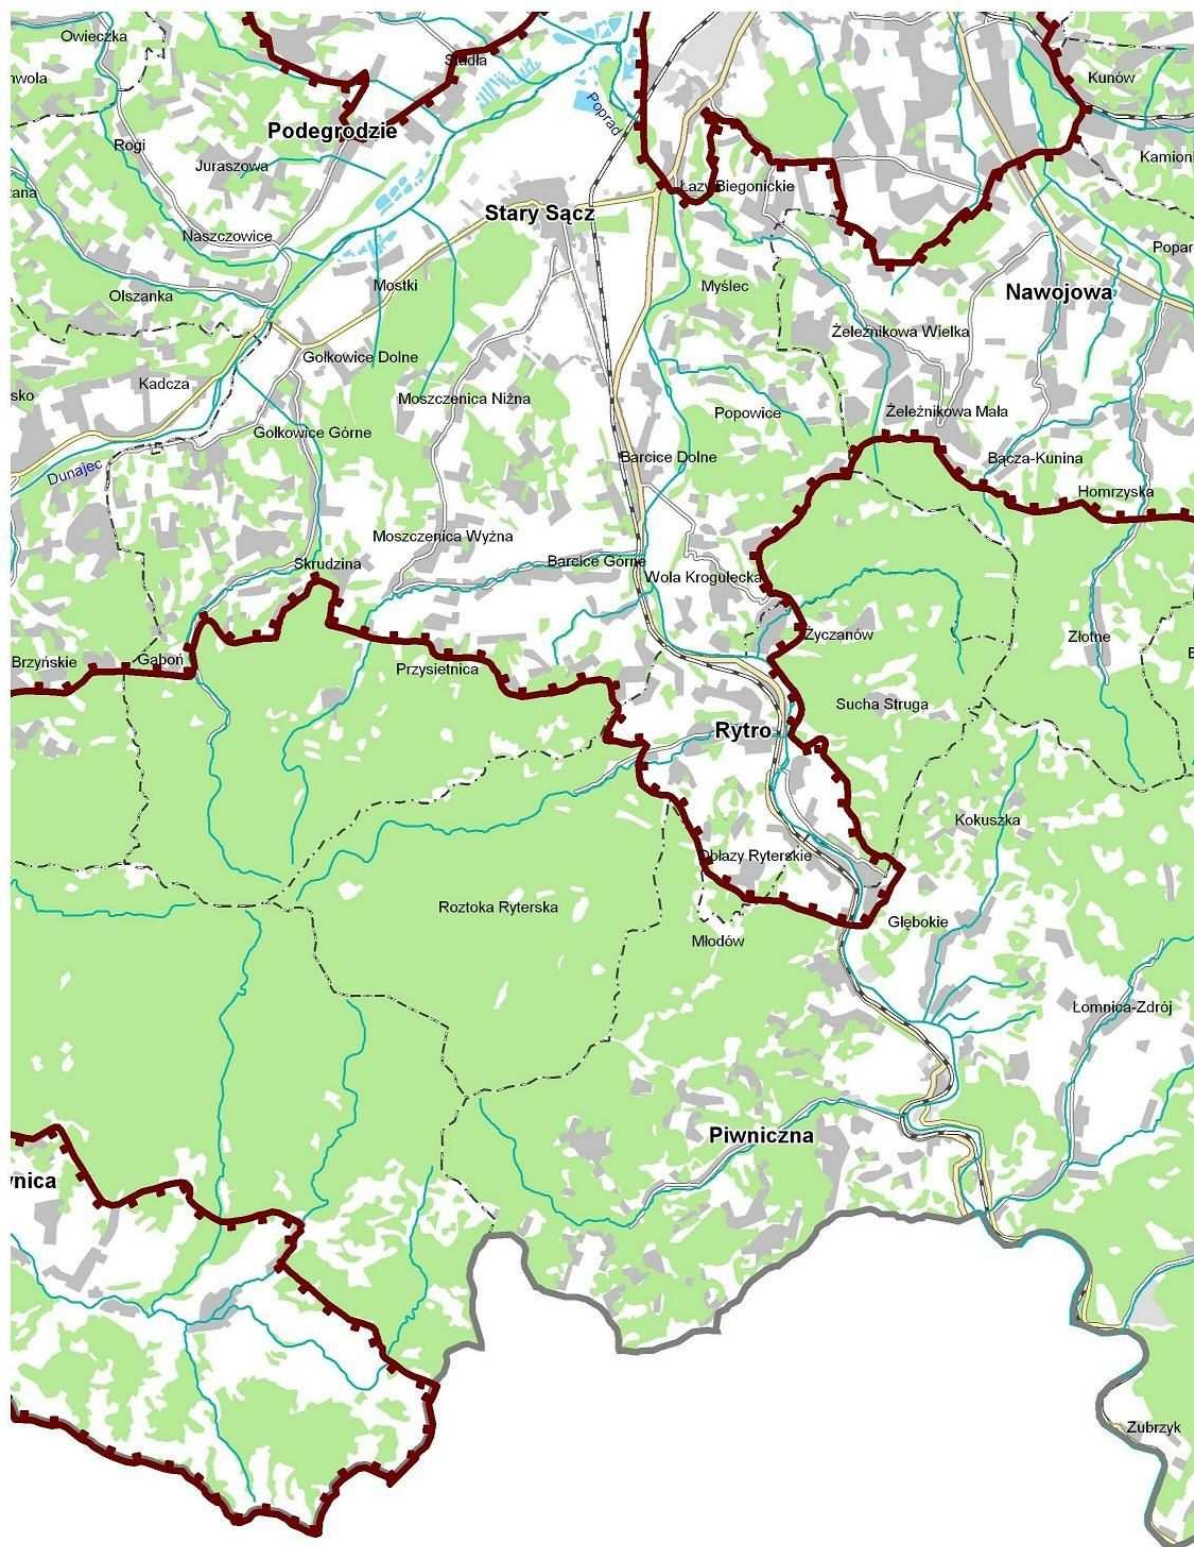 Owieczka
Stadła
Kunów
Poprad
Podegrodzie
Rogi
Juraszowa
Łazy Biegonickie
Stary Sącz
Naszczowice
Mostki
Myślec
Olszanka
Nawojowa
Żeleźnikowa Wielka
Gołkowice Dolne
Kadcza
Moszczenica Niżna
Popowice
Żeleźnikowa Mała
Gołkowice Górne
Barcice Dolne
Bącza-Kunina
Dunajec
Homrzyska
Moszczenica Wyżna
Skrudzina
Barcice Górne
Wola Krogulecka
Życzanów
Złotne
Brzyńskie
Gaboń
Przysietnica
Sucha Struga
Rytro
Kokuszka
Obłazy Ryterskie
Roztoka Ryterska
Głębokie
Młodów
Łomnica-Zdrój
Piwniczna
Zubrzyk